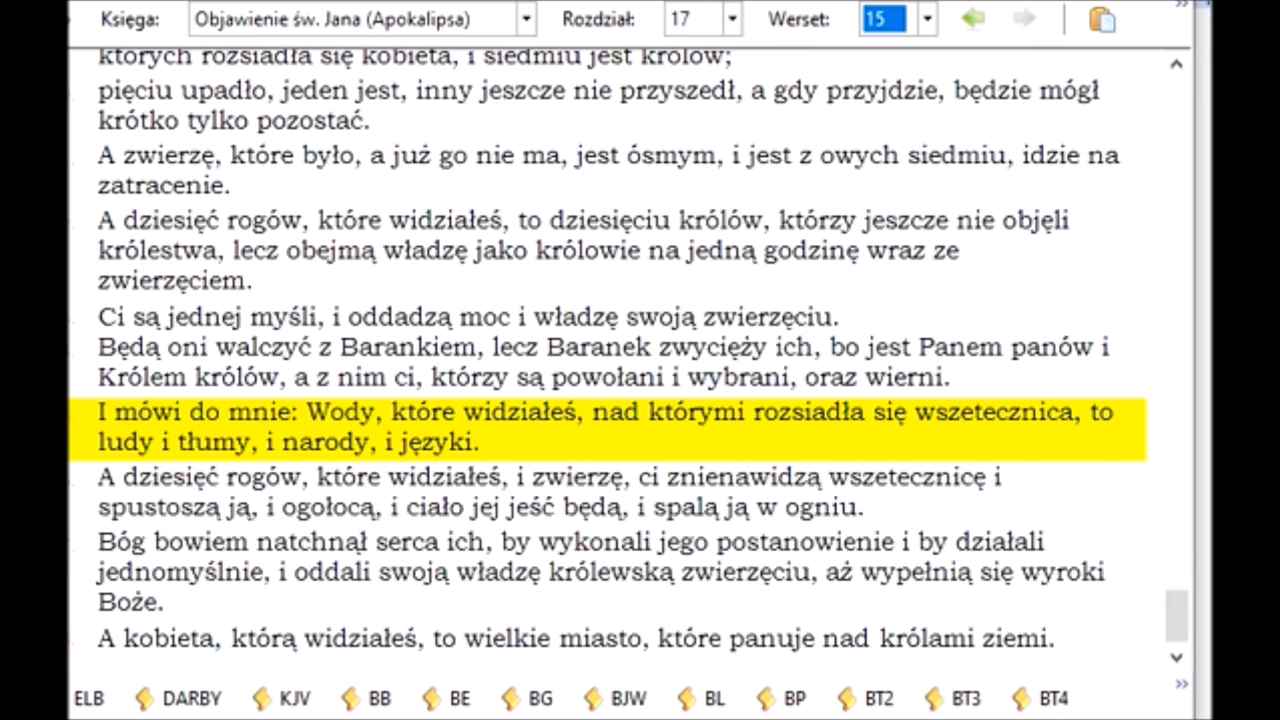 Księga: Objawienie św. Jana (Apokalipsa) Rozdział: 17 Werset: 15
których rozsiadła się kobieta, i siedmiu jest królów;
pięciu upadło, jeden jest, inny jeszcze nie przyszedł, a gdy przyjdzie, będzie mógł
krótko tylko pozostać.
A zwierzę, które było, a już go nie ma, jest ósmym, i jest z owych siedmiu, idzie na
zatracenie.
A dziesięć rogów, które widziałeś, to dziesięciu królów, którzy jeszcze nie objęli
królestwa, lecz obejmą władzę jako królowie na jedną godzinę wraz ze
zwierzęciem.
Ci są jednej myśli, i oddadzą moc i władzę swoją zwierzęciu.
Będą oni walczyć z Barankiem, lecz Baranek zwycięży ich, bo jest Panem panów i
Królem królów, a z nim ci, którzy są powołani i wybrani, oraz wierni.
I mówi do mnie: Wody, które widziałeś, nad którymi rozsiadła się wszetecznica, to
ludy i tłumy, i narody, i języki.
A dziesięć rogów, które widziałeś, i zwierzę, ci znienawidzą wszetecznicę i
spustoszą ją, i ogołocą, i ciało jej jeść będą, i spalą ją w ogniu.
Bóg bowiem natchnął serca ich, by wykonali jego postanowienie i by działali
jednomyślnie, i oddali swoją władzę królewską zwierzęciu, aż wypełnią się wyroki
Boże.
A kobieta, którą widziałeś, to wielkie miasto, które panuje nad królami ziemi.
ELB DARBY KJV BB BE BG BJW BL BP BT2 BT3 BT4